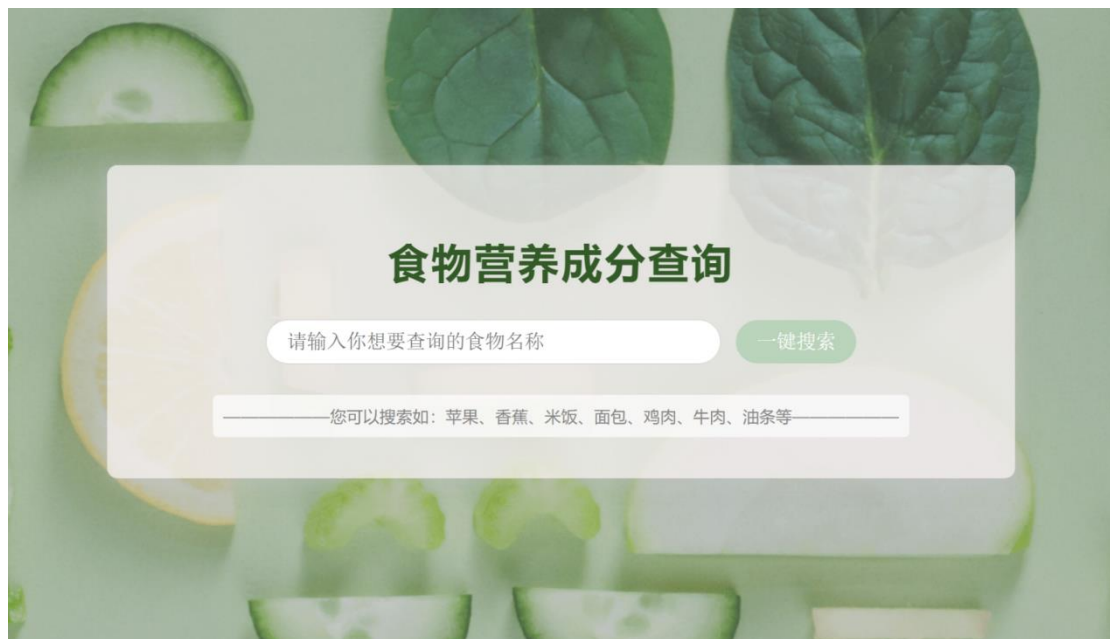 食物营养成分查询
请输入你想要查询的食物名称
一键搜索
——————您可以搜索如：苹果、香蕉、米饭、面包、鸡肉、牛肉、油条等——————